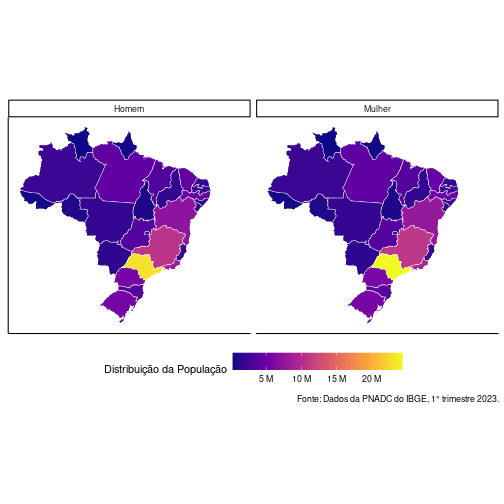 Homem
Mulher
Distribuição da População
5 M
10 M
15 M
20 M
Fonte: Dados da PNADC do IBGE, 1° trimestre 2023.